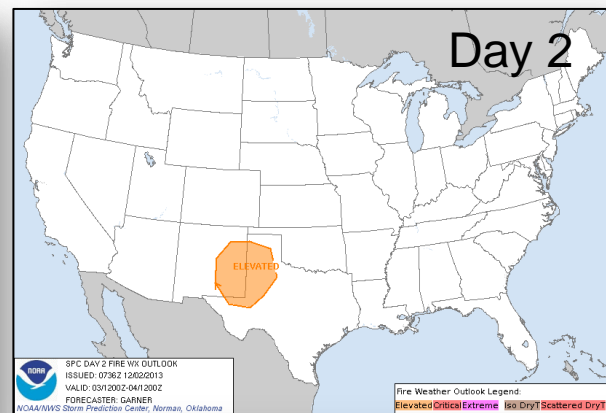 Day 2
ELEVATED
SPC DAY 2 FIRE WX OUTLOOK
ISSUED: 0736Z 12/02/2013
VALID: 03/1200Z-04/1200Z
FORECASTER: GARNER
NOAA/NWS Storm Prediction Center, Norman, Oklahoma
NOAA
Fire Weather Outlook Legend:
Elevated Critical Extreme Iso DryT Scattered DryT